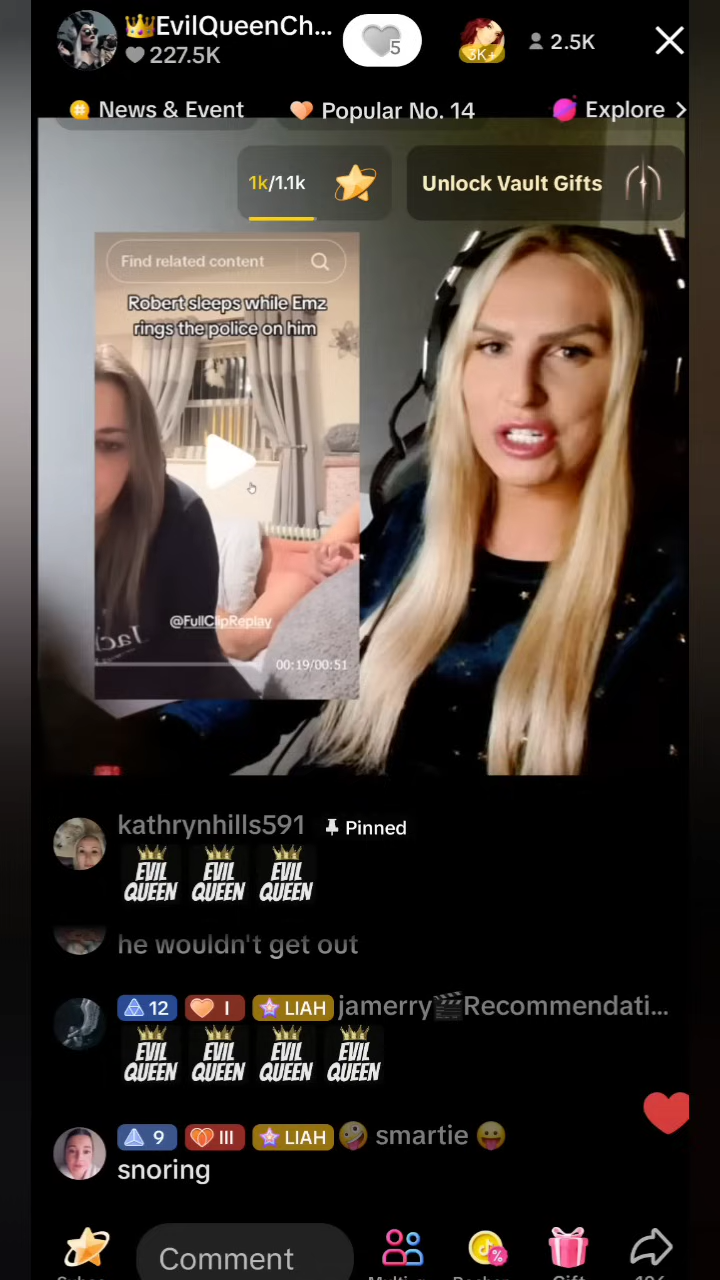 👑EvilQueenCh...
227.5K
5
3K+
2.5K
News & Event
Popular No. 14
Explore
1k/1.1k
Unlock Vault Gifts
Find related content
Robert sleeps while Emz
rings the police on him
Jack
@FullClipReplay
00:19/00:51
kathrynhills591 Pinned
EVIL QUEEN EVIL QUEEN EVIL QUEEN
he wouldn't get out
12 I LIAH jamerry🎬Recommendati...
EVIL QUEEN EVIL QUEEN EVIL QUEEN EVIL QUEEN
9 III LIAH 🤪 smartie 😛
snoring
Comment